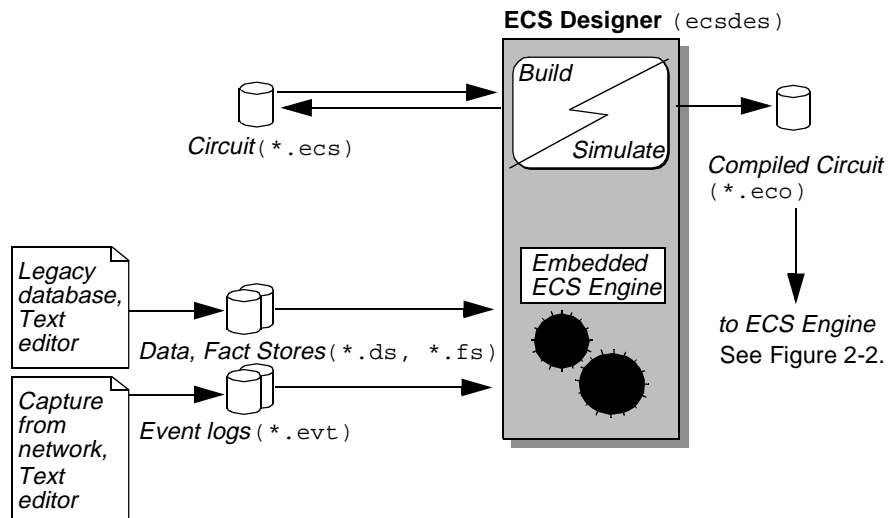 ECS Designer (ecsdes)
Build
Simulate
Circuit(*.ecs)
Compiled Circuit
(*.eco)
Embedded
ECS Engine
to ECS Engine
See Figure 2-2.
Legacy
database,
Text
editor
Data, Fact Stores(*.ds, *.fs)
Capture
from
network,
Text
editor
Event logs(*.evt)